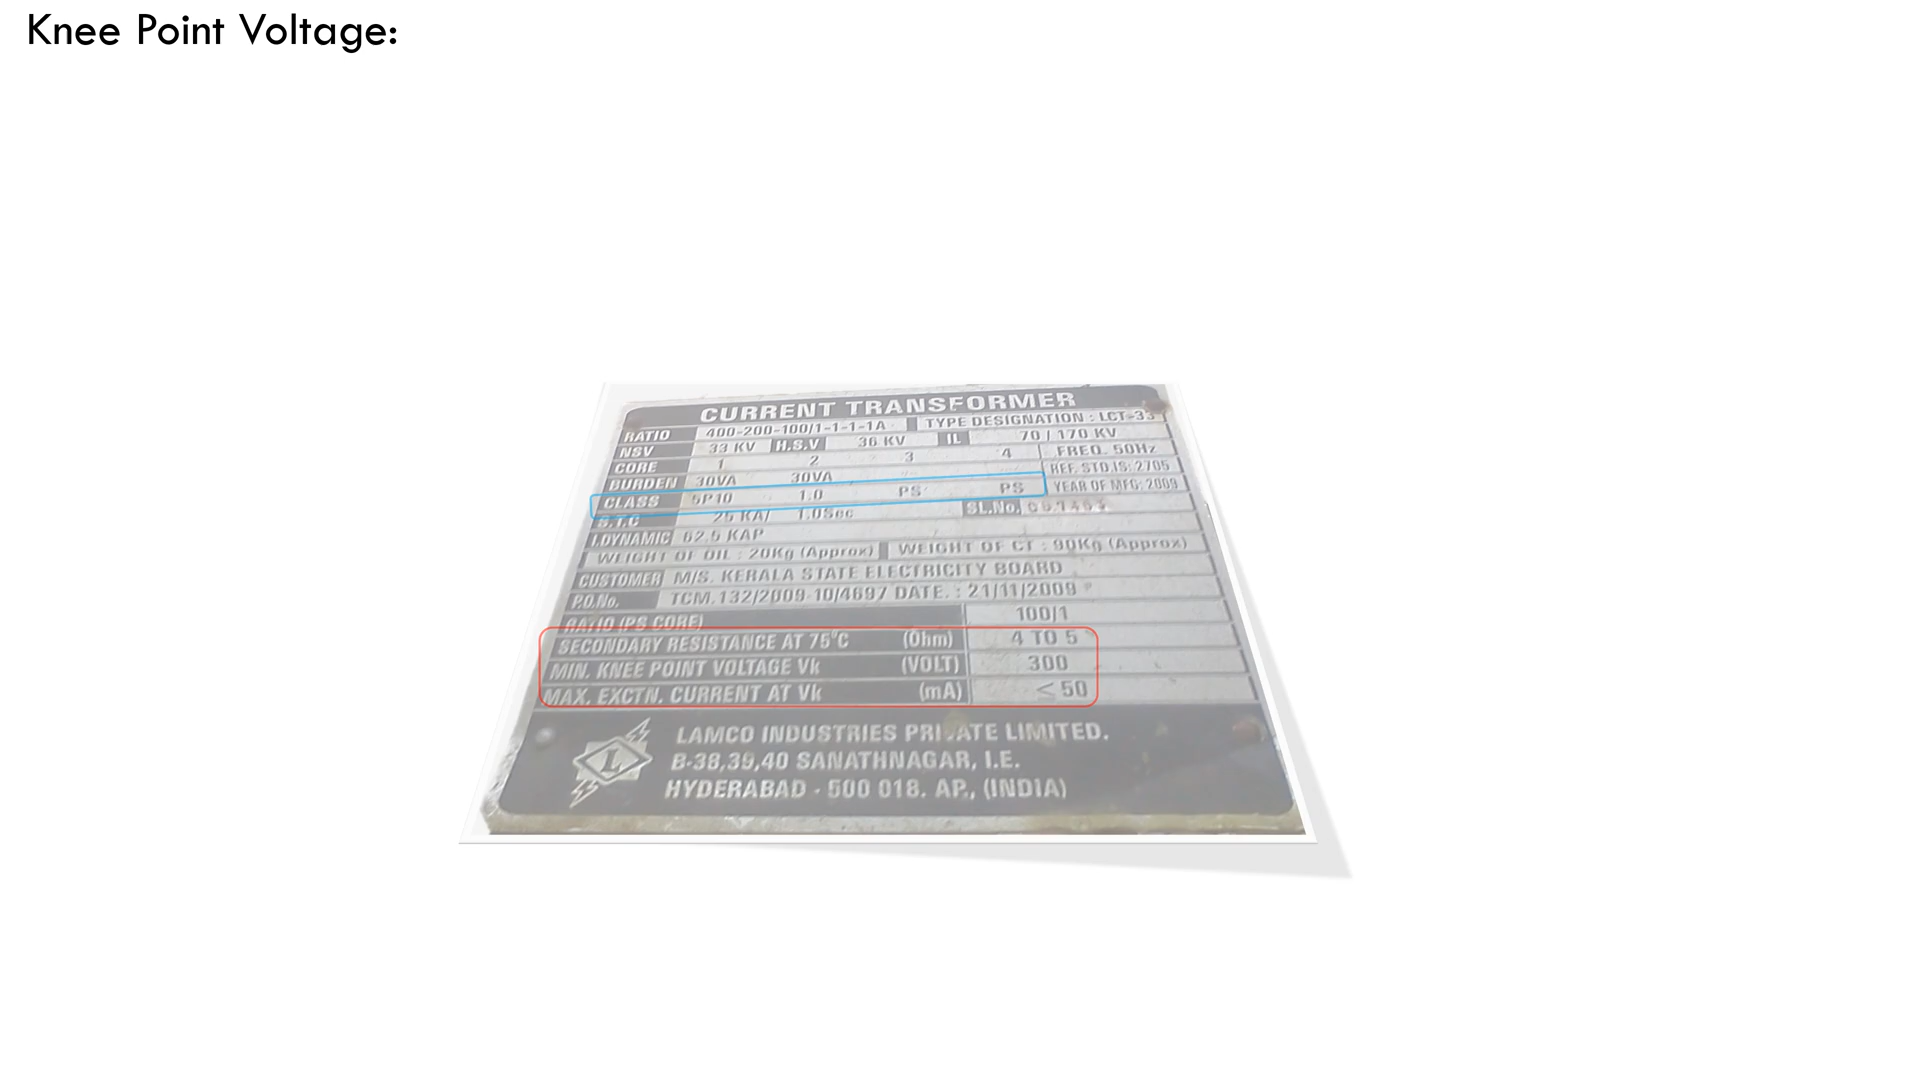 Knee Point Voltage:
CURRENT TRANSFORMER
RATIO 400-200-100/1-1-1-1A TYPE DESIGNATION : LCT-33
NSV 33 KV H.S.V 36 KV IL 70 / 170 KV
CORE 1 2 3 4 FREQ. 50Hz
BURDEN 30VA 30VA REF. STD.IS: 2705
CLASS 5P10 1.0 PS PS YEAR OF MFG: 2009
S.T.C 25 KA/ 1.0Sec SL.No.
I.DYNAMIC 62.5 KAP
WEIGHT OF OIL : 20Kg (Approx) WEIGHT OF CT : 90Kg (Approx)
CUSTOMER M/S. KERALA STATE ELECTRICITY BOARD
P.O.No. TCM.132/2009-10/4697 DATE. : 21/11/2009
RATIO (PS CORE) 100/1
SECONDARY RESISTANCE AT 75°C (Ohm) 4 TO 5
MIN. KNEE POINT VOLTAGE Vk (VOLT) 300
MAX. EXCTN. CURRENT AT Vk (mA) ≤ 50
L
LAMCO INDUSTRIES PRIVATE LIMITED.
B-38,39,40 SANATHNAGAR, I.E.
HYDERABAD - 500 018. AP., (INDIA)